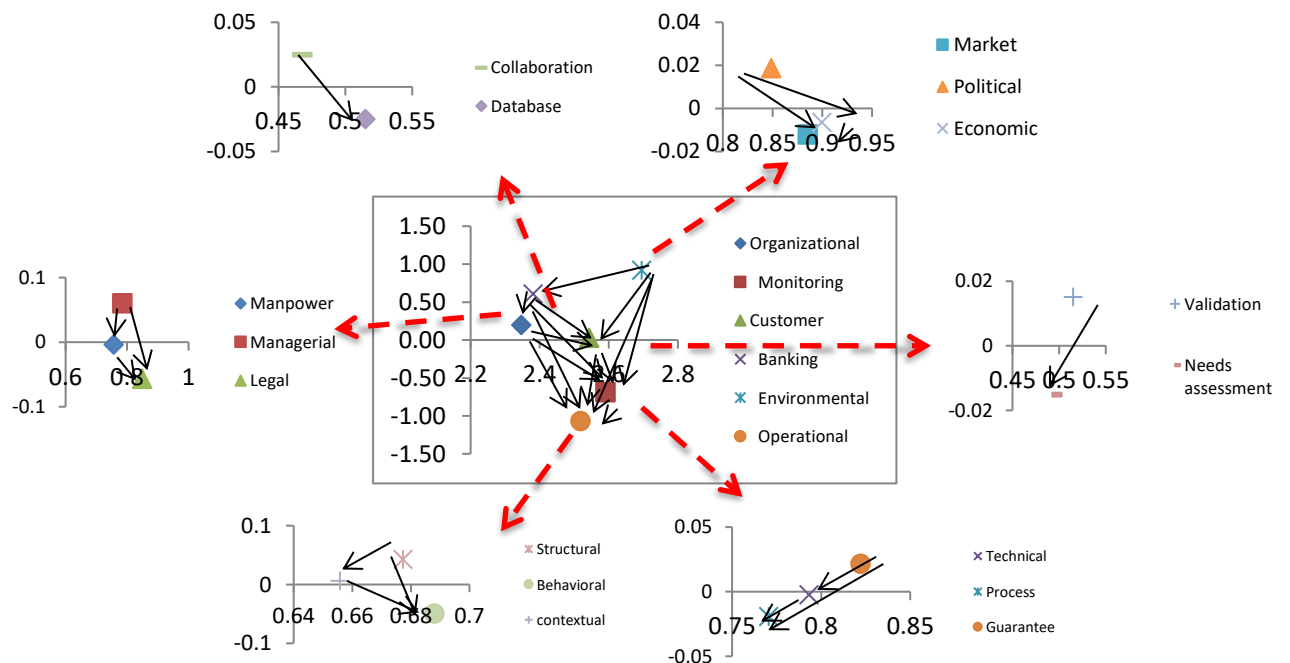 0.05
0
-0.05
0.45
0.5
0.55
Collaboration
Database
0.04
0.02
0
-0.02
0.8
0.85
0.9
0.95
Market
Political
Economic
0.1
0
-0.1
0.6
0.8
1
Manpower
Managerial
Legal
1.50
1.00
0.50
0.00
-0.50
-1.00
-1.50
2.2
2.4
2.6
2.8
Organizational
Monitoring
Customer
Banking
Environmental
Operational
0.02
0
-0.02
0.45
0.5
0.55
Validation
Needs
assessment
0.1
0
-0.1
0.64
0.66
0.68
0.7
Structural
Behavioral
contextual
0.05
0
-0.05
0.75
0.8
0.85
Technical
Process
Guarantee